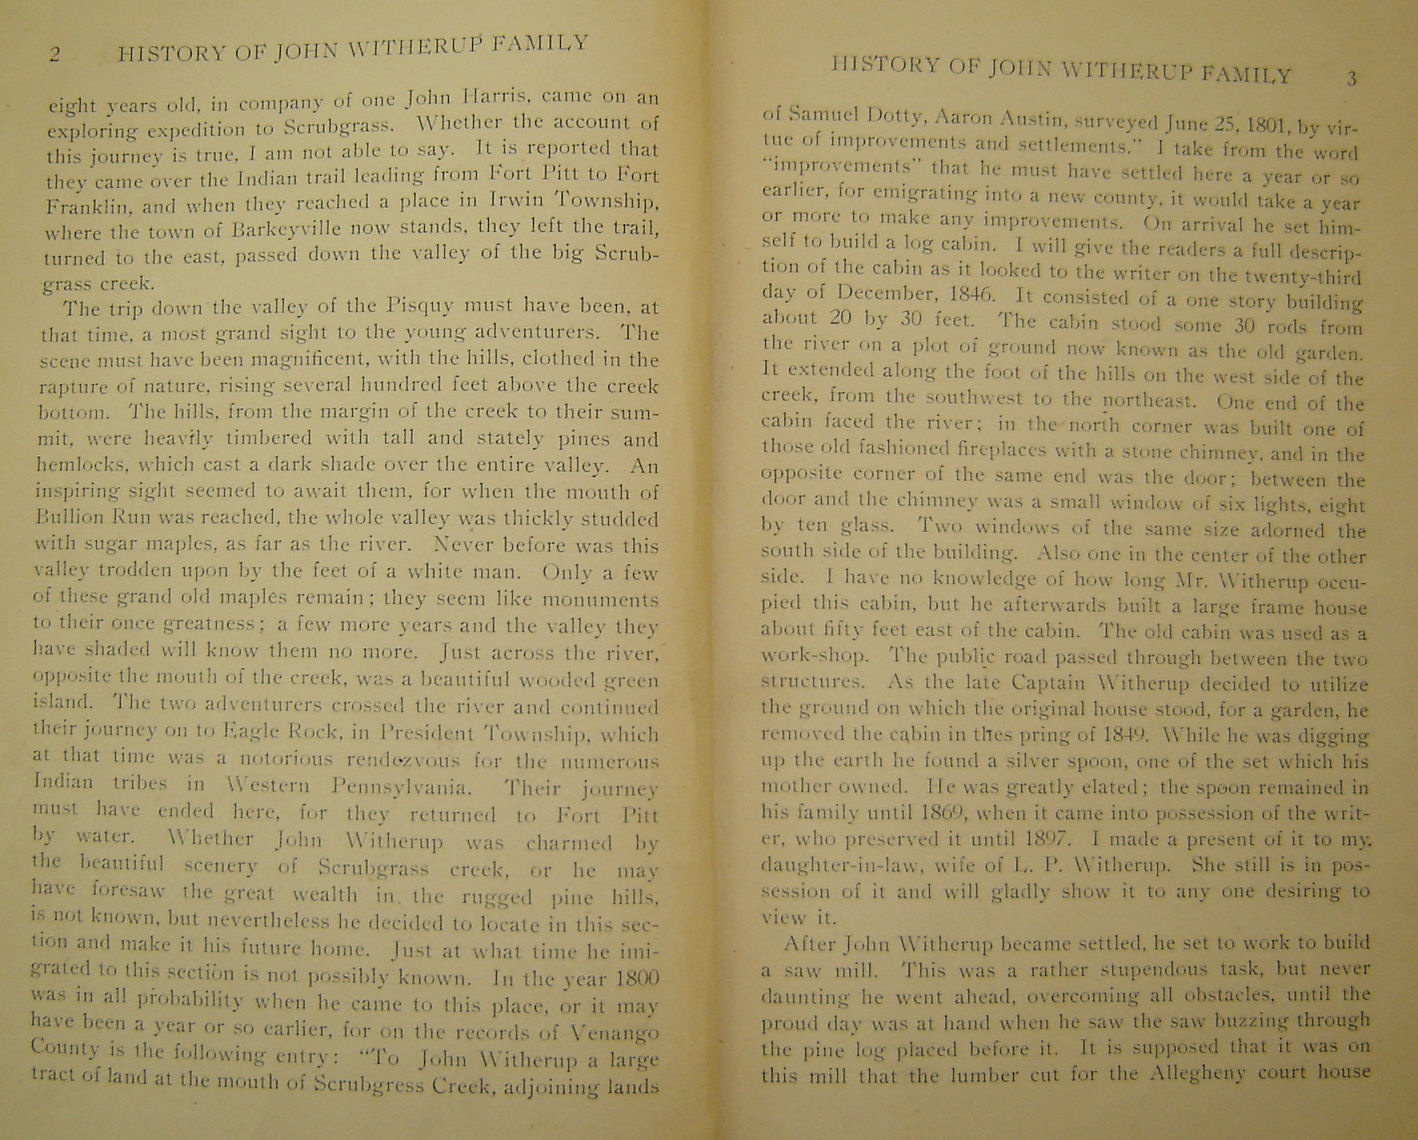 2 HISTORY OF JOHN WITHERUP FAMILY
eight years old, in company of one John Harris, came on an
exploring expedition to Scrubgrass. Whether the account of
this journey is true, I am not able to say. It is reported that
they came over the Indian trail leading from Fort Pitt to Fort
Franklin, and when they reached a place in Irwin Township,
where the town of Barkeyville now stands, they left the trail,
turned to the east, passed down the valley of the big Scrub-
grass creek.
The trip down the valley of the Pisquy must have been, at
that time, a most grand sight to the young adventurers. The
scene must have been magnificent, with the hills, clothed in the
rapture of nature, rising several hundred feet above the creek
bottom. The hills, from the margin of the creek to their sum-
mit, were heavily timbered with tall and stately pines and
hemlocks, which cast a dark shade over the entire valley. An
inspiring sight seemed to await them, for when the mouth of
Bullion Run was reached, the whole valley was thickly studded
with sugar maples, as far as the river. Never before was this
valley trodden upon by the feet of a white man. Only a few
of these grand old maples remain; they seem like monuments
to their once greatness; a few more years and the valley they
have shaded will know them no more. Just across the river,
opposite the mouth of the creek, was a beautiful wooded green
island. The two adventurers crossed the river and continued
their journey on to Eagle Rock, in President Township, which
at that time was a notorious rendezvous for the numerous
Indian tribes in Western Pennsylvania. Their journey
must have ended here, for they returned to Fort Pitt
by water. Whether John Witherup was charmed by
the beautiful scenery of Scrubgrass creek, or he may
have foresaw the great wealth in the rugged pine hills,
is not known, but nevertheless he decided to locate in this sec-
tion and make it his future home. Just at what time he imi-
grated to this section is not possibly known. In the year 1800
was in all probability when he came to this place, or it may
have been a year or so earlier, for on the records of Venango
County is the following entry: "To John Witherup a large
tract of land at the mouth of Scrubgress Creek, adjoining lands
HISTORY OF JOHN WITHERUP FAMILY 3
of Samuel Dotty, Aaron Austin, surveyed June 25, 1801, by vir-
tue of improvements and settlements." I take from the word
"improvements" that he must have settled here a year or so
earlier, for emigrating into a new county, it would take a year
or more to make any improvements. On arrival he set him-
self to build a log cabin. I will give the readers a full descrip-
tion of the cabin as it looked to the writer on the twenty-third
day of December, 1846. It consisted of a one story building
about 20 by 30 feet. The cabin stood some 30 rods from
the river on a plot of ground now known as the old garden.
It extended along the foot of the hills on the west side of the
creek, from the southwest to the northeast. One end of the
cabin faced the river; in the north corner was built one of
those old fashioned fireplaces with a stone chimney, and in the
opposite corner of the same end was the door; between the
door and the chimney was a small window of six lights, eight
by ten glass. Two windows of the same size adorned the
south side of the building. Also one in the center of the other
side. I have no knowledge of how long Mr. Witherup occu-
pied this cabin, but he afterwards built a large frame house
about fifty feet east of the cabin. The old cabin was used as a
work-shop. The public road passed through between the two
structures. As the late Captain Witherup decided to utilize
the ground on which the original house stood, for a garden, he
removed the cabin in thes pring of 1849. While he was digging
up the earth he found a silver spoon, one of the set which his
mother owned. He was greatly elated; the spoon remained in
his family until 1869, when it came into possession of the writ-
er, who preserved it until 1897. I made a present of it to my
daughter-in-law, wife of L. P. Witherup. She still is in pos-
session of it and will gladly show it to any one desiring to
view it.
After John Witherup became settled, he set to work to build
a saw mill. This was a rather stupendous task, but never
daunting he went ahead, overcoming all obstacles, until the
proud day was at hand when he saw the saw buzzing through
the pine log placed before it. It is supposed that it was on
this mill that the lumber cut for the Allegheny court house